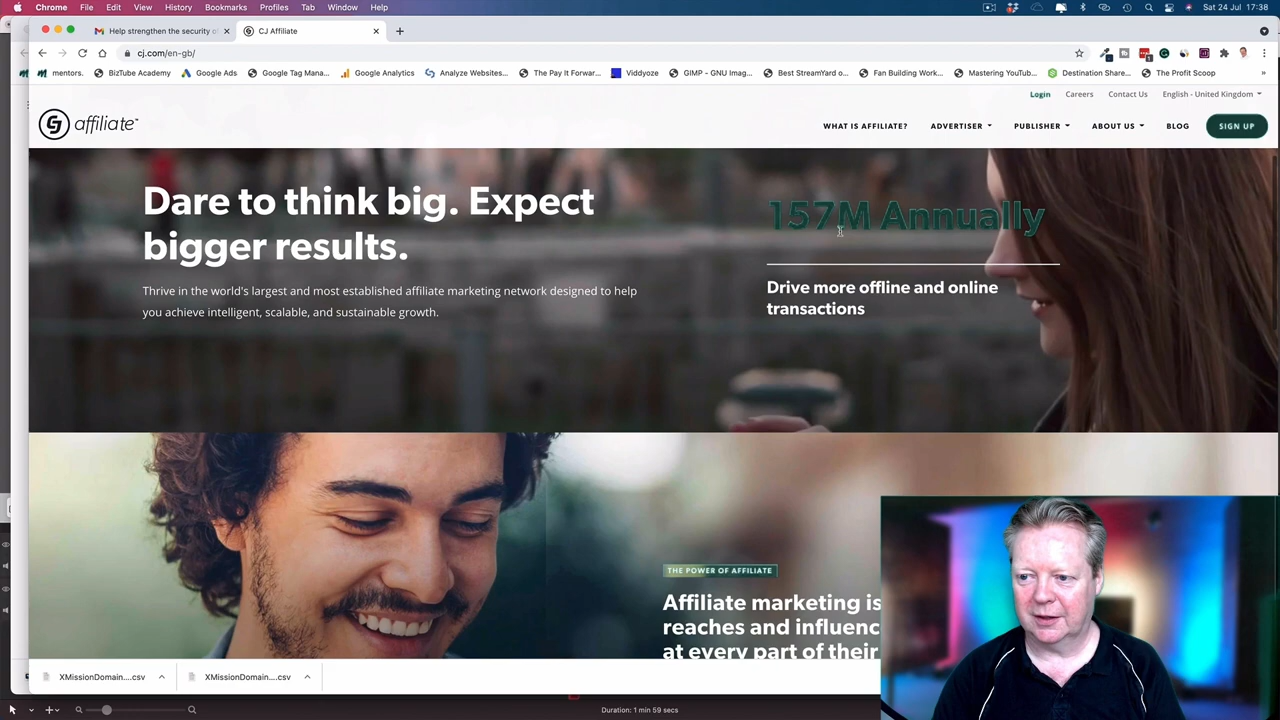 Chrome File Edit View History Bookmarks Profiles Tab Window Help Sat 24 Jul 17:38
Help strengthen the security o CJ Affiliate
cj.com/en-gb/
mentors. BizTube Academy Google Ads Google Tag Mana... Google Analytics Analyze Websites... The Pay It Forwar... Viddyoze GIMP - GNU Imag... Best StreamYard o... Fan Building Work... Mastering YouTub... Destination Share... The Profit Scoop »
Login Careers Contact Us English - United Kingdom
affiliate WHAT IS AFFILIATE? ADVERTISER PUBLISHER ABOUT US BLOG SIGN UP
Dare to think big. Expect
bigger results.
Thrive in the world's largest and most established affiliate marketing network designed to help
you achieve intelligent, scalable, and sustainable growth.
157M Annually
Drive more offline and online
transactions
THE POWER OF AFFILIATE
Affiliate marketing is
reaches and influenc
at every part of their
XMissionDomain....csv XMissionDomain....csv
Duration: 1 min 59 secs